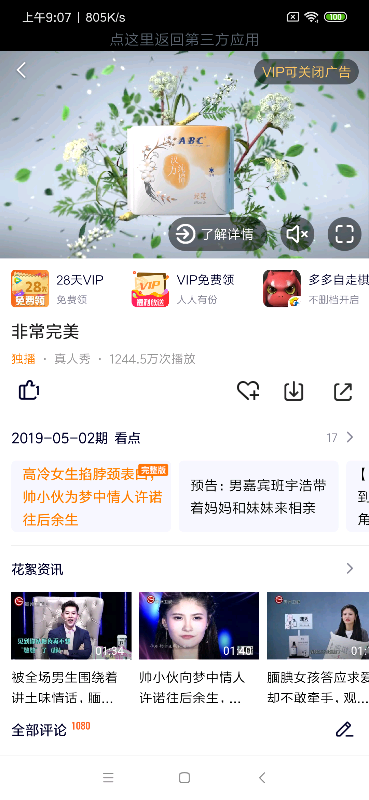 上午9:07 | 805K/s
100
点这里返回第三方应用
VIP可关闭广告
ABC
了解详情
28天
免费领
28天VIP
免费领
VIP
福利放送
VIP免费领
人人有份
多多自走棋
不删档开启
非常完美
独播 · 真人秀 · 1244.5万次播放
1
2019-05-02期 看点
17
高冷女生掐脖颈表白,
完整版
帅小伙为梦中情人许诺
往后余生
预告：男嘉宾班宇浩带
着妈妈和妹妹来相亲
【
到
角
花絮资讯
01:34
01:40
被全场男生围绕着
讲土味情话，嗝...
帅小伙向梦中情人
许诺往后余生，...
腼腆女孩答应求爱
却不敢牵手，观...
全部评论 1080